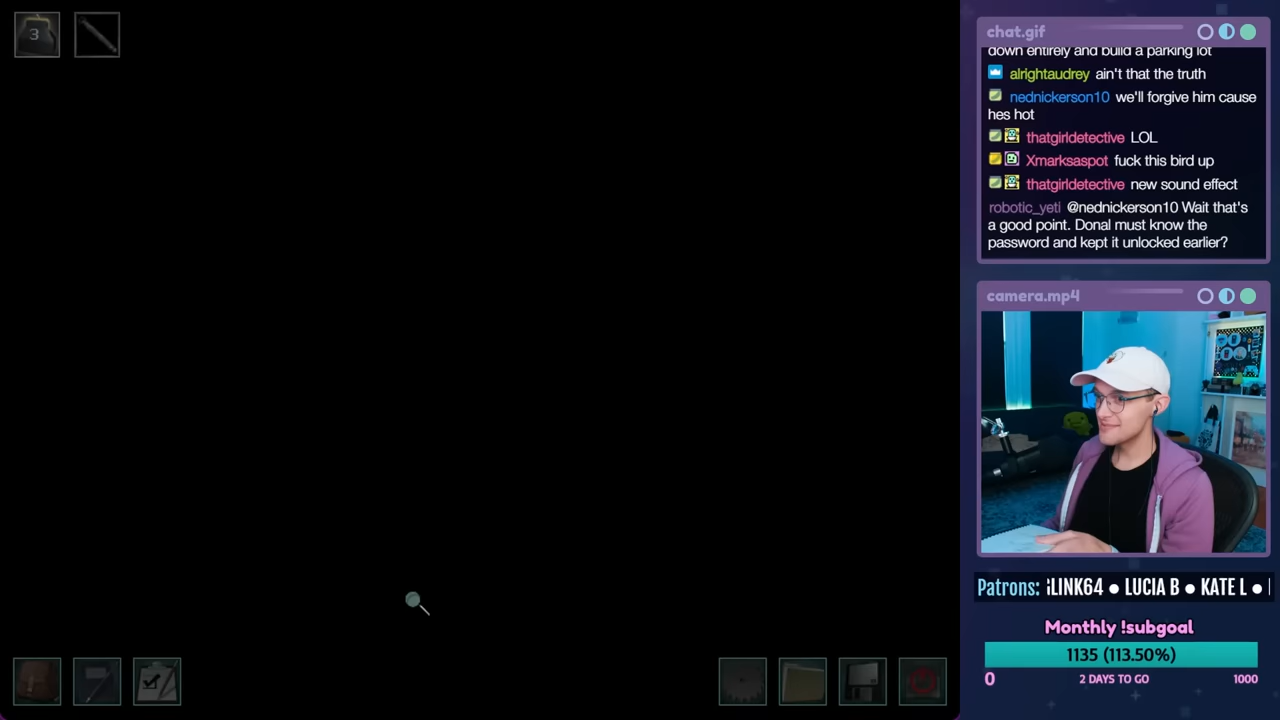 3
chat.gif
down entirely and build a parking lot
alrightaudrey ain't that the truth
nednickerson10 we'll forgive him cause
hes hot
thatgirldetective LOL
Xmarksaspot fuck this bird up
thatgirldetective new sound effect
robotic_yeti @nednickerson10 Wait that's
a good point. Donal must know the
password and kept it unlocked earlier?
camera.mp4
Patrons: iLINK64 ● LUCIA B ● KATE L ●
Monthly !subgoal
1135 (113.50%)
0 2 DAYS TO GO 1000